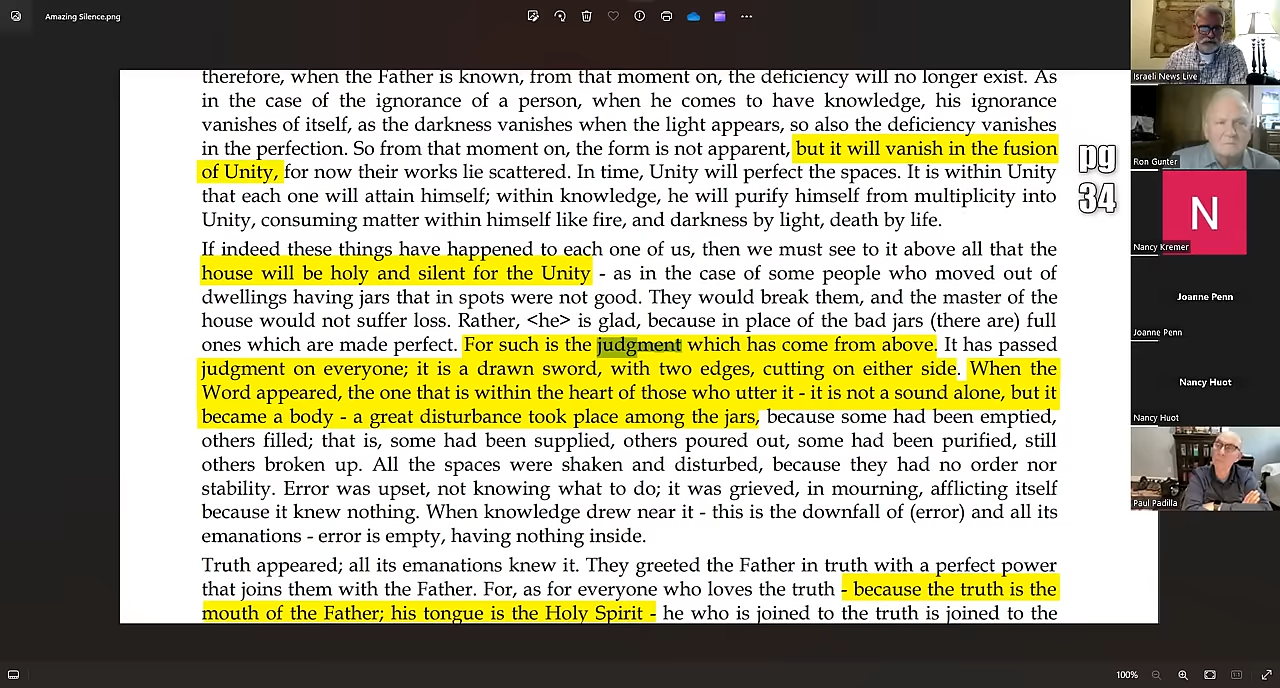 Amazing Silence.png
therefore, when the Father is known, from that moment on, the deficiency will no longer exist. As
in the case of the ignorance of a person, when he comes to have knowledge, his ignorance
vanishes of itself, as the darkness vanishes when the light appears, so also the deficiency vanishes
in the perfection. So from that moment on, the form is not apparent, but it will vanish in the fusion
of Unity, for now their works lie scattered. In time, Unity will perfect the spaces. It is within Unity
that each one will attain himself; within knowledge, he will purify himself from multiplicity into
Unity, consuming matter within himself like fire, and darkness by light, death by life.
If indeed these things have happened to each one of us, then we must see to it above all that the
house will be holy and silent for the Unity - as in the case of some people who moved out of
dwellings having jars that in spots were not good. They would break them, and the master of the
house would not suffer loss. Rather, <he> is glad, because in place of the bad jars (there are) full
ones which are made perfect. For such is the judgment which has come from above. It has passed
judgment on everyone; it is a drawn sword, with two edges, cutting on either side. When the
Word appeared, the one that is within the heart of those who utter it - it is not a sound alone, but it
became a body - a great disturbance took place among the jars, because some had been emptied,
others filled; that is, some had been supplied, others poured out, some had been purified, still
others broken up. All the spaces were shaken and disturbed, because they had no order nor
stability. Error was upset, not knowing what to do; it was grieved, in mourning, afflicting itself
because it knew nothing. When knowledge drew near it - this is the downfall of (error) and all its
emanations - error is empty, having nothing inside.
Truth appeared; all its emanations knew it. They greeted the Father in truth with a perfect power
that joins them with the Father. For, as for everyone who loves the truth - because the truth is the
mouth of the Father; his tongue is the Holy Spirit - he who is joined to the truth is joined to the
pg
34
Israeli News Live
Ron Gunter
N
Nancy Kremer
Joanne Penn
Joanne Penn
Nancy Huot
Nancy Huot
Paul Padilla
100%